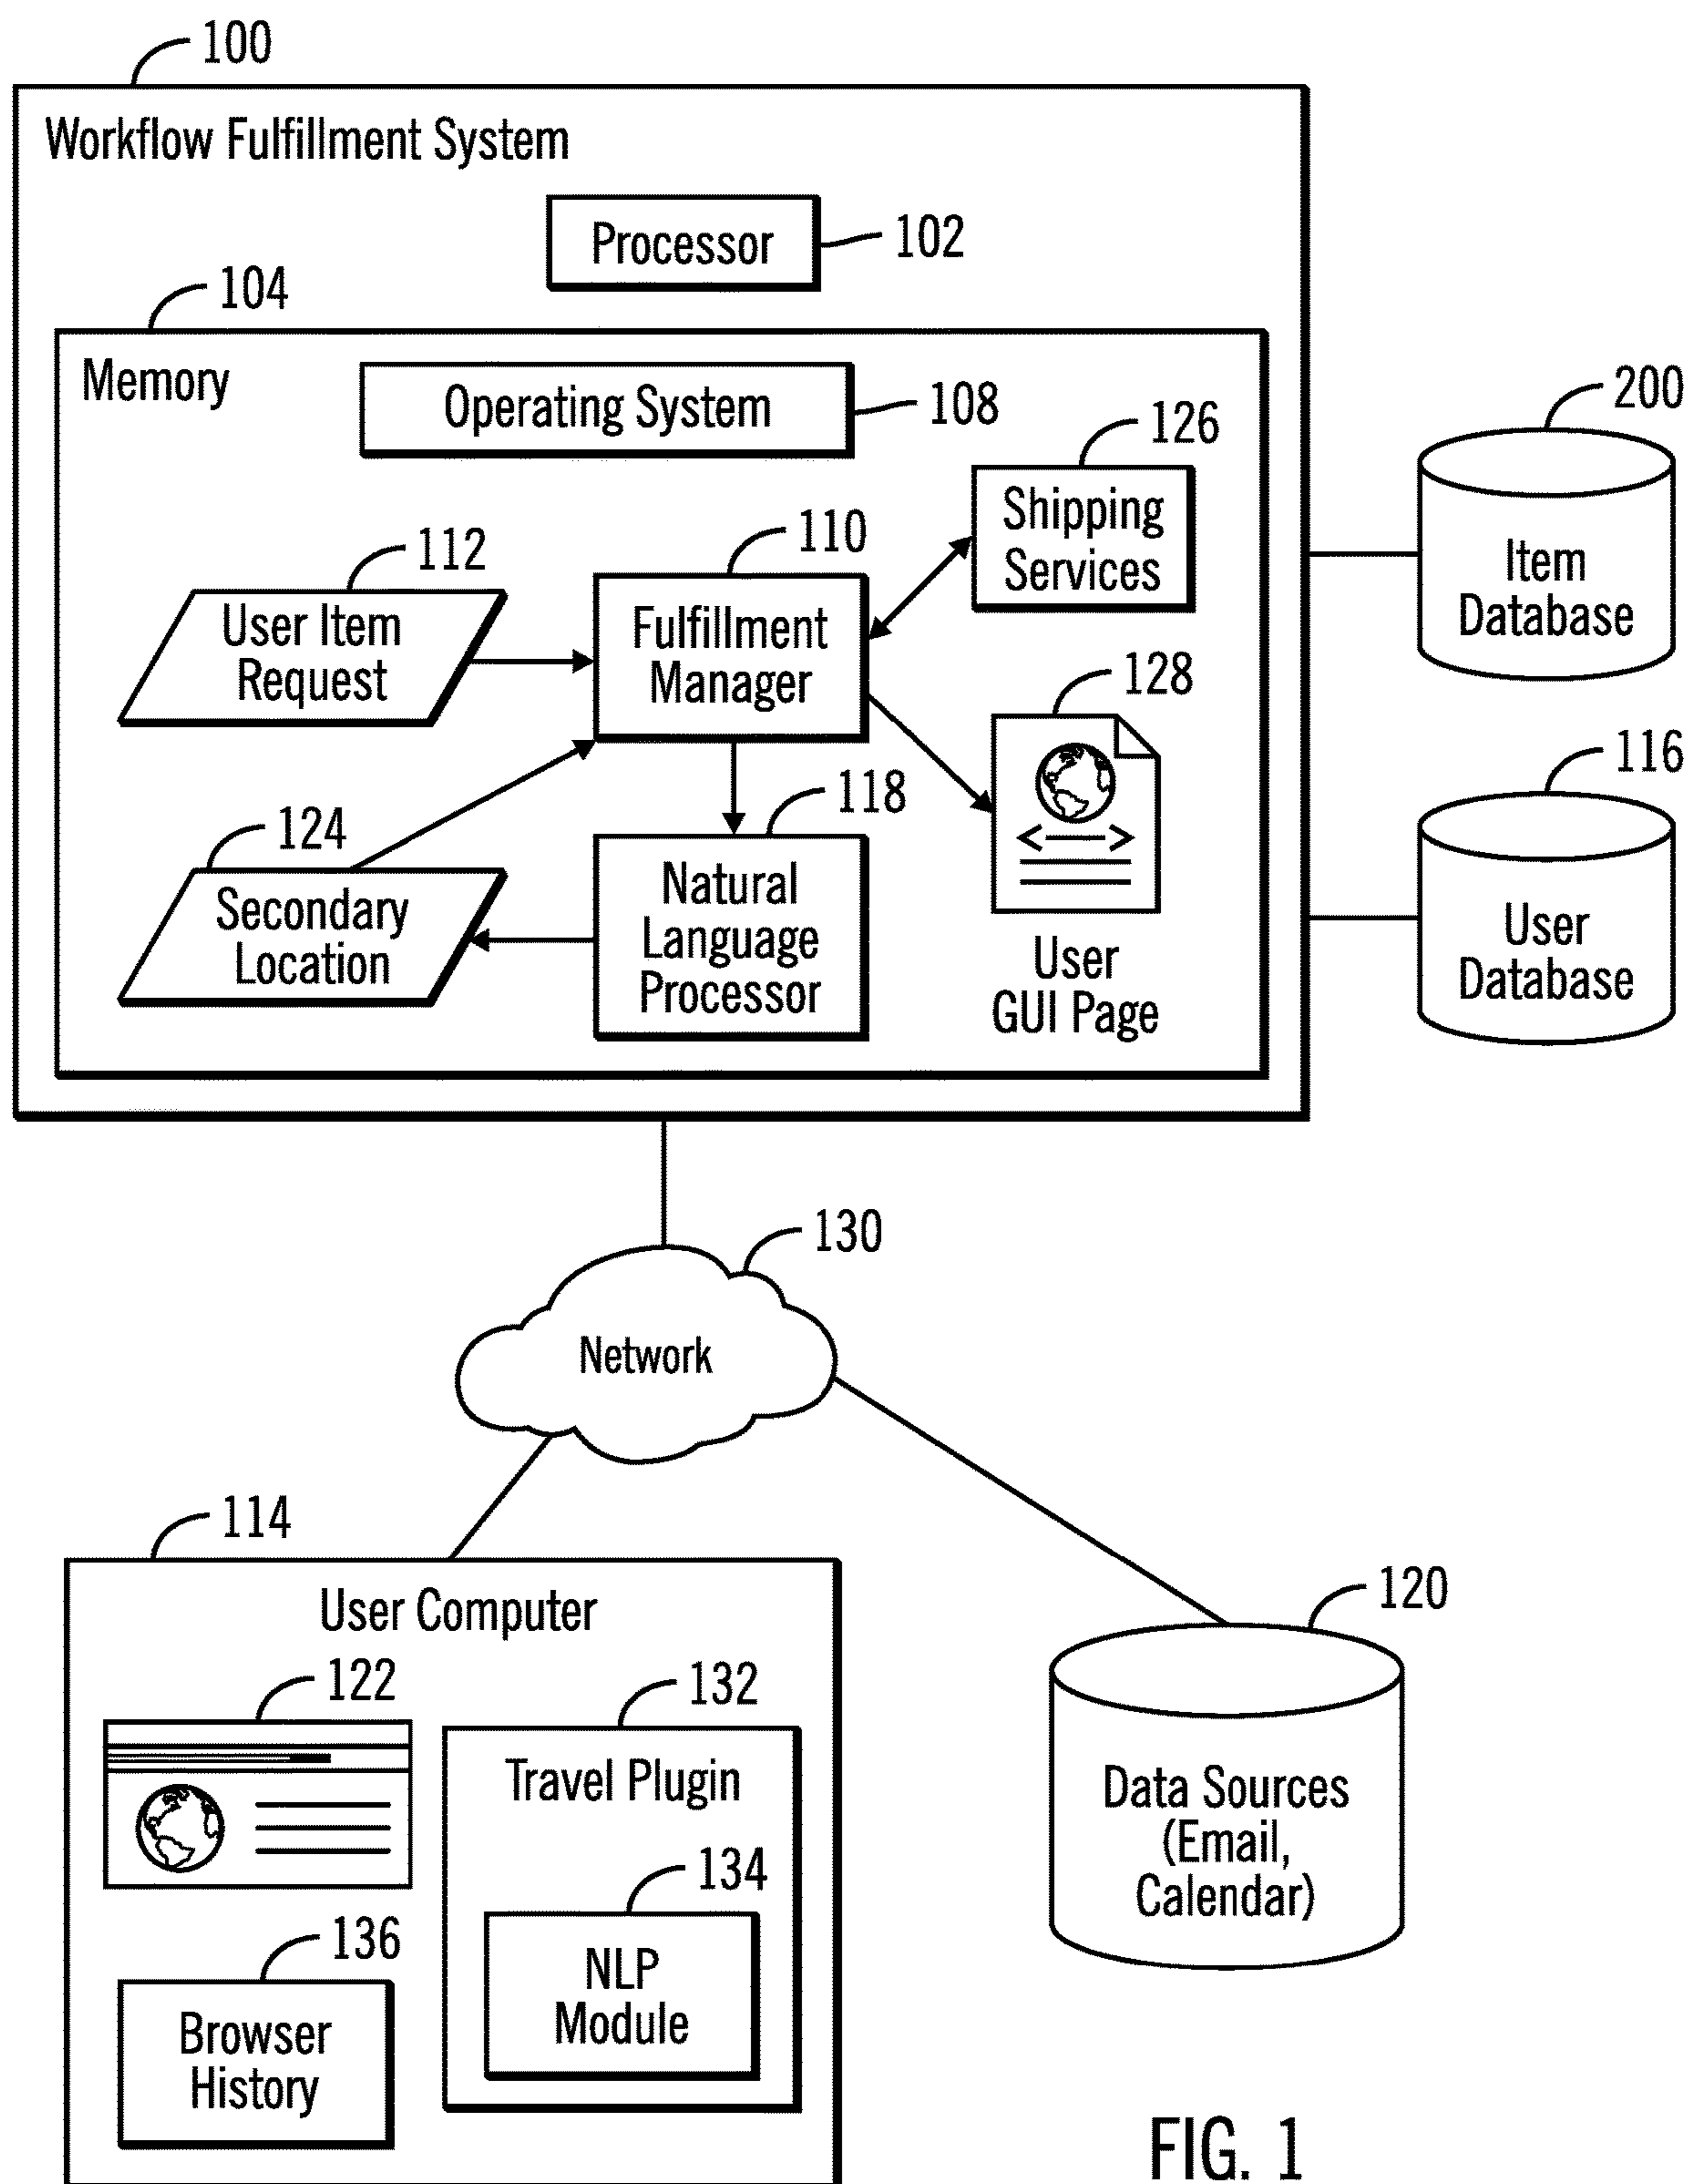 100
Workflow Fulfillment System
Processor
102
104
Memory
Operating System
108
126
Shipping
Services
200
Item
Database
112
User Item
Request
110
Fulfillment
Manager
128
User
GUI Page
116
User
Database
124
Secondary
Location
118
Natural
Language
Processor
130
Network
114
User Computer
122
132
Travel Plugin
134
NLP
Module
136
Browser
History
120
Data Sources
(Email,
Calendar)
FIG. 1